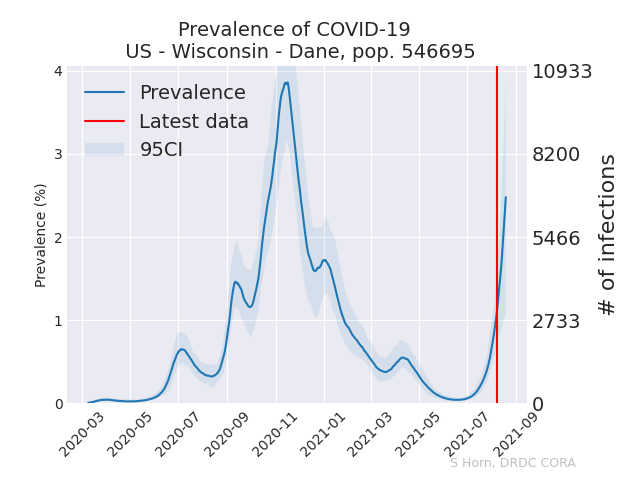 Prevalence of COVID-19
US - Wisconsin - Dane, pop. 546695
Prevalence
Latest data
95CI
Prevalence (%)
4
3
2
1
0
10933
8200
5466
2733
0
# of infections
2020-03
2020-05
2020-07
2020-09
2020-11
2021-01
2021-03
2021-05
2021-07
2021-09
S Horn, DRDC CORA